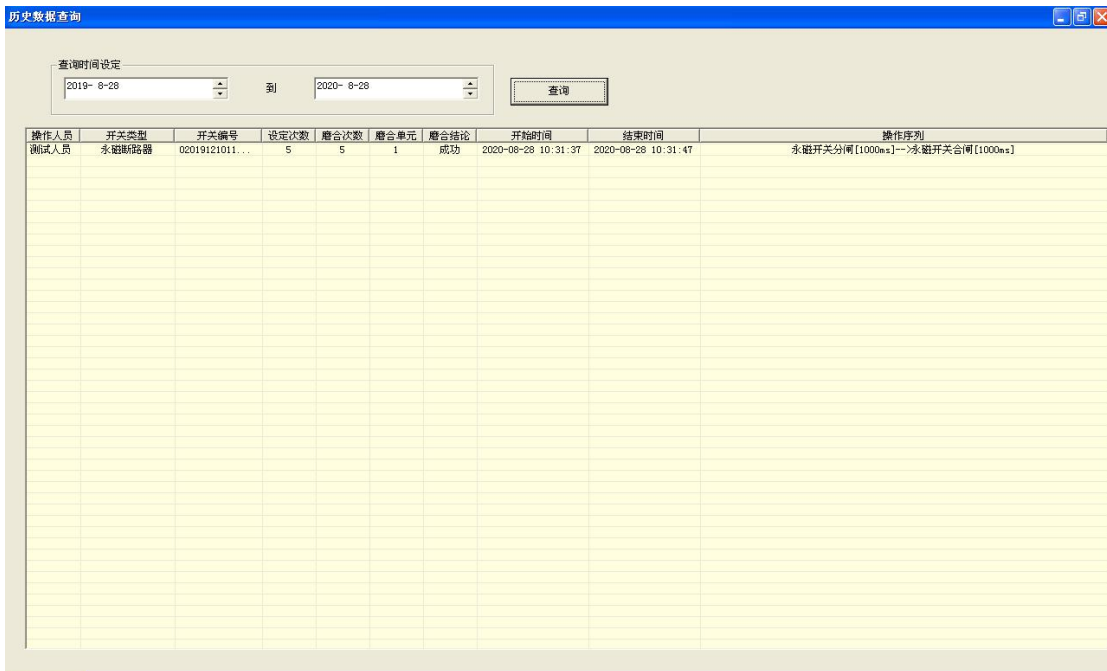 历史数据查询
查询时间设定
2019- 8-28 到 2020- 8-28 查询
操作人员 开关类型 开关编号 设定次数 磨合次数 磨合单元 磨合结论 开始时间 结束时间 操作序列
测试人员 永磁断路器 02019121011... 5 5 1 成功 2020-08-28 10:31:37 2020-08-28 10:31:47 永磁开关分闸[1000ms]-->永磁开关合闸[1000ms]